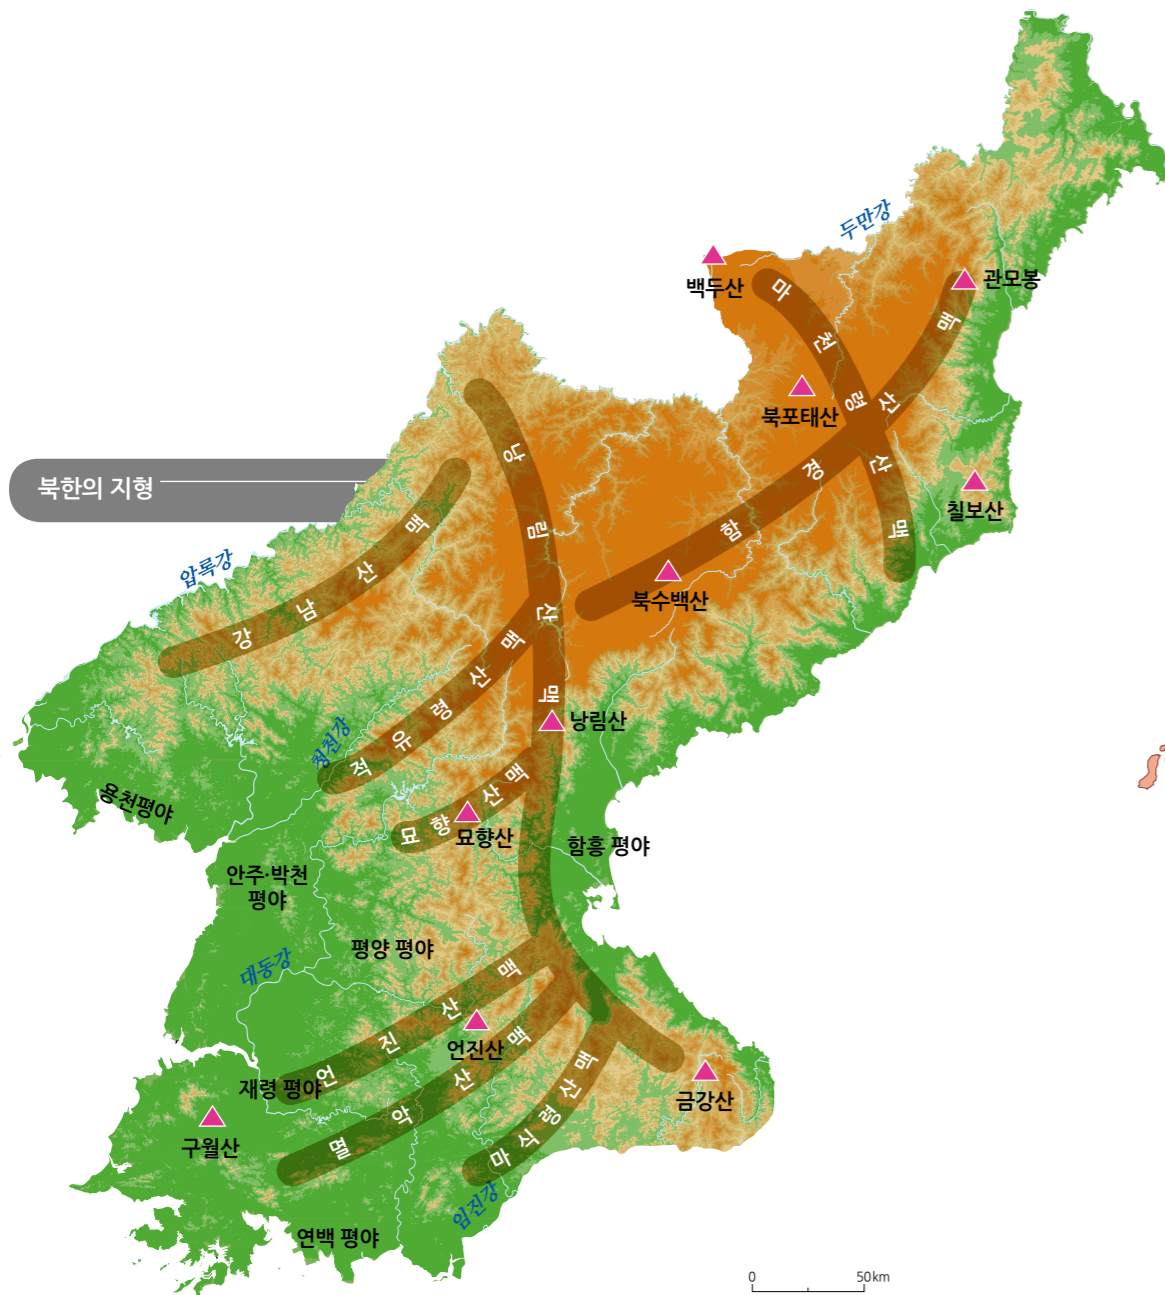 두만강
백두산
관모봉
마천령산맥
북포태산
함경산맥
낭림산맥
북한의 지형
칠보산
강남산맥
압록강
북수백산
적유령산맥
낭림산
청천강
묘향산맥
용천평야
묘향산
함흥 평야
안주·박천
평야
평양 평야
대동강
언진산맥
언진산
재령 평야
멸악산맥
마식령산맥
금강산
구월산
임진강
연백 평야
0 50km